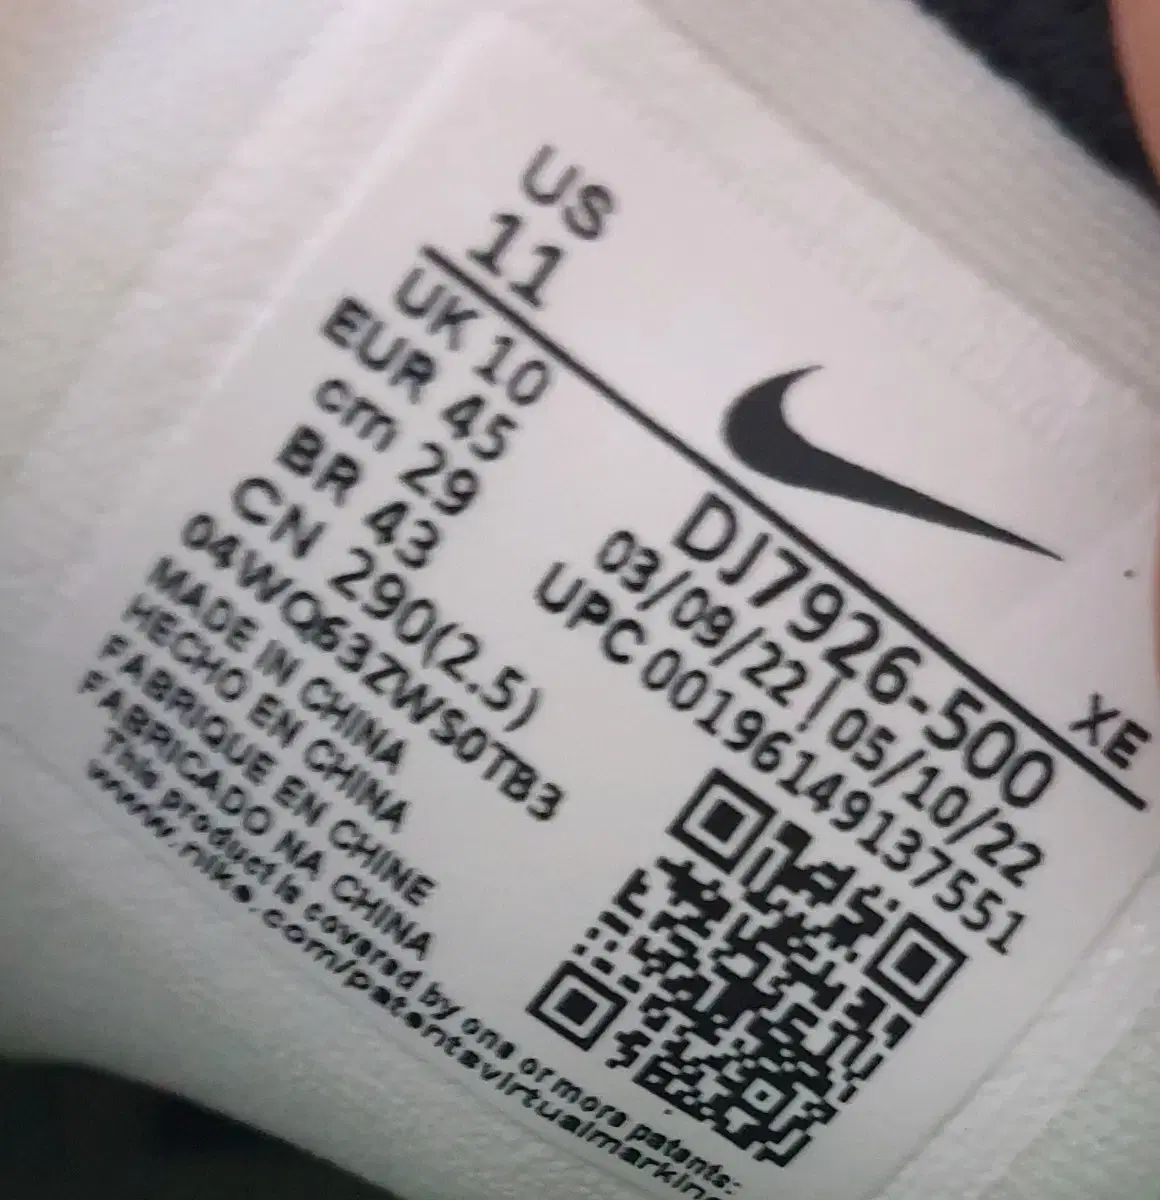 US
11
XE
UK 10
EUR 45
cm 29
BR 43
CN 290(2.5)
04WQ63ZWS0TB3
MADE IN CHINA
HECHO EN CHINA
FABRIQUE EN CHINE
FABRICADO NA CHINA
This product is covered by one or more patents:
www.nike.com/patentsvirtualmarking
DJ7926-500
03/09/22 | 05/10/22
UPC 00196149137551